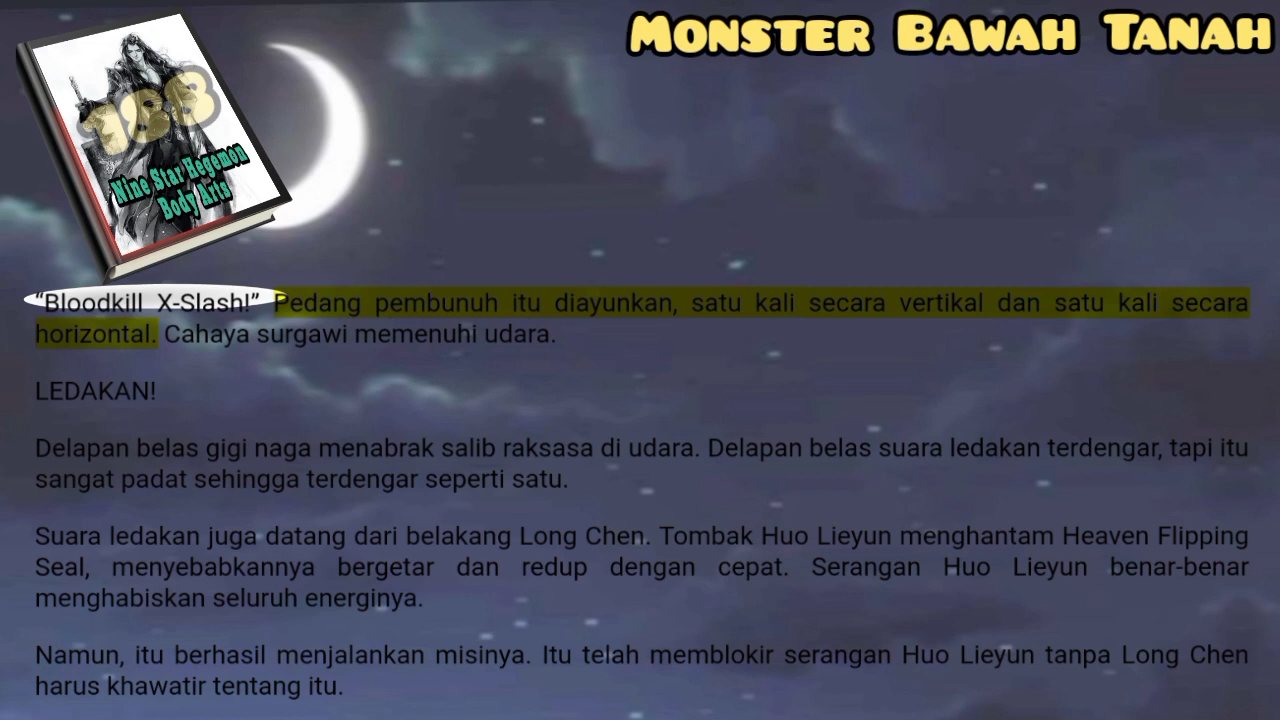 Monster Bawah Tanah
188
Nine Star Hegemon
Body Arts
“Bloodkill X-Slash!” Pedang pembunuh itu diayunkan, satu kali secara vertikal dan satu kali secara
horizontal. Cahaya surgawi memenuhi udara.
LEDAKAN!
Delapan belas gigi naga menabrak salib raksasa di udara. Delapan belas suara ledakan terdengar, tapi itu
sangat padat sehingga terdengar seperti satu.
Suara ledakan juga datang dari belakang Long Chen. Tombak Huo Lieyun menghantam Heaven Flipping
Seal, menyebabkannya bergetar dan redup dengan cepat. Serangan Huo Lieyun benar-benar
menghabiskan seluruh energinya.
Namun, itu berhasil menjalankan misinya. Itu telah memblokir serangan Huo Lieyun tanpa Long Chen
harus khawatir tentang itu.